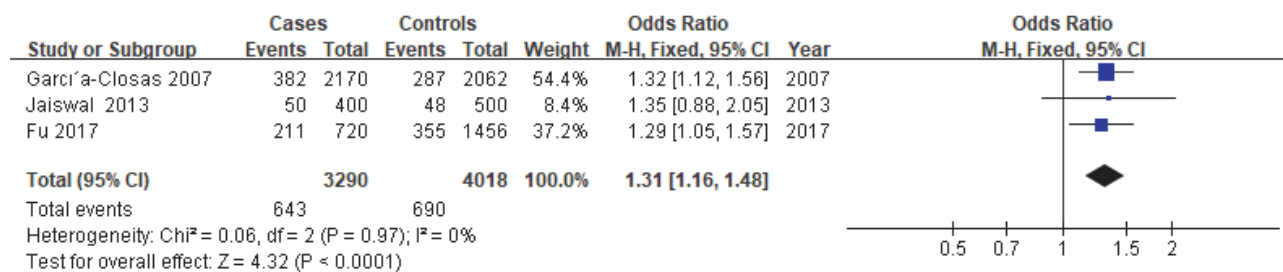 Cases Controls Odds Ratio Odds Ratio
Study or Subgroup Events Total Events Total Weight M-H, Fixed, 95% CI Year M-H, Fixed, 95% CI
Garcı´a-Closas 2007 382 2170 287 2062 54.4% 1.32 [1.12, 1.56] 2007
Jaiswal 2013 50 400 48 500 8.4% 1.35 [0.88, 2.05] 2013
Fu 2017 211 720 355 1456 37.2% 1.29 [1.05, 1.57] 2017
Total (95% CI) 3290 4018 100.0% 1.31 [1.16, 1.48]
Total events 643 690
Heterogeneity: Chi² = 0.06, df = 2 (P = 0.97); I² = 0%
Test for overall effect: Z = 4.32 (P < 0.0001)
0.5 0.7 1 1.5 2